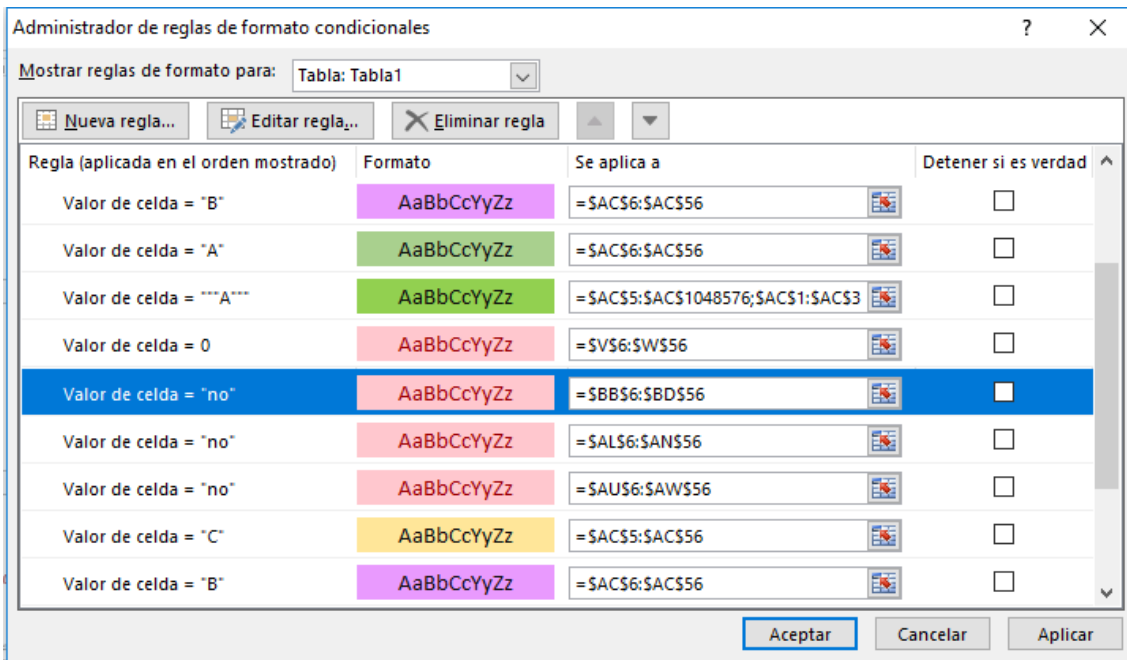 Administrador de reglas de formato condicionales ? ×
Mostrar reglas de formato para: Tabla: Tabla1
Nueva regla... Editar regla... Eliminar regla
Regla (aplicada en el orden mostrado) Formato Se aplica a Detener si es verdad
Valor de celda = "B" AaBbCcYyZz =$AC$6:$AC$56
Valor de celda = "A" AaBbCcYyZz =$AC$6:$AC$56
Valor de celda = """A""" AaBbCcYyZz =$AC$5:$AC$1048576;$AC$1:$AC$3
Valor de celda = 0 AaBbCcYyZz =$V$6:$W$56
Valor de celda = "no" AaBbCcYyZz =$BB$6:$BD$56
Valor de celda = "no" AaBbCcYyZz =$AL$6:$AN$56
Valor de celda = "no" AaBbCcYyZz =$AU$6:$AW$56
Valor de celda = "C" AaBbCcYyZz =$AC$5:$AC$56
Valor de celda = "B" AaBbCcYyZz =$AC$6:$AC$56
Aceptar Cancelar Aplicar